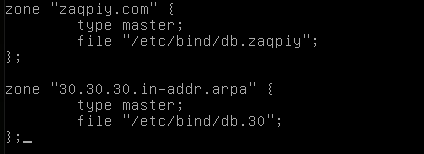 zone "zaqpiy.com" {
        type master;
        file "/etc/bind/db.zaqpiy";
};

zone "30.30.30.in-addr.arpa" {
        type master;
        file "/etc/bind/db.30";
};_